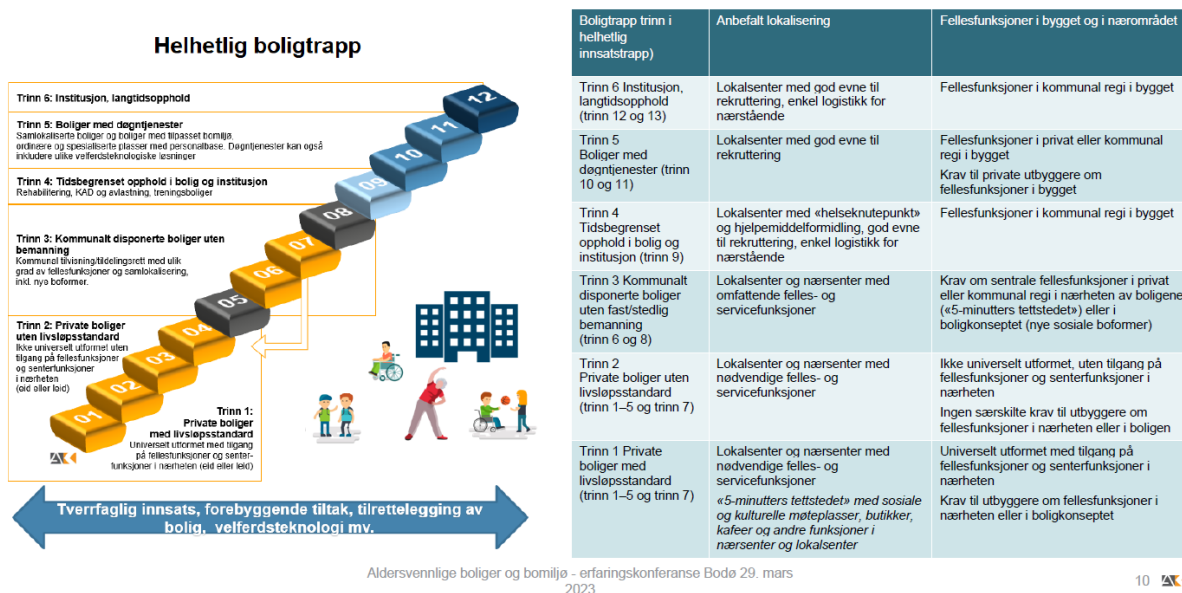 Helhetlig boligtrapp
Trinn 6: Institusjon, langtidsopphold
Trinn 5: Boliger med døgntjenester
Samlokaliserte boliger og boliger med tilpasset bomiljø,
ordinære og spesialiserte plasser med personalbase. Døgntjenester kan også
inkludere ulike velferdsteknologiske løsninger
Trinn 4: Tidsbegrenset opphold i bolig og institusjon
Rehabilitering, KAD og avlastning, treningsboliger
Trinn 3: Kommunalt disponerte boliger uten
bemanning
Kommunal tilvisning/tildelingsrett med ulik
grad av fellesfunksjoner og samlokalisering,
inkl. nye boformer.
Trinn 2: Private boliger
uten livsløpsstandard
Ikke universelt utformet uten
tilgang på fellesfunksjoner
og senterfunksjoner
i nærheten
(eid eller leid)
Trinn 1:
Private boliger
med livsløpsstandard
Universelt utformet med tilgang
på fellesfunksjoner og senter-
funksjoner i nærheten (eid eller leid)
12
11
10
09
08
07
06
05
04
03
02
01
Tverrfaglig innsats, forebyggende tiltak, tilrettelegging av
bolig, velferdsteknologi mv.
Boligtrapp trinn i
helhetlig
innsatstrapp)
Anbefalt lokalisering
Fellesfunksjoner i bygget og i nærområdet
Trinn 6 Institusjon,
langtidsopphold
(trinn 12 og 13)
Lokalsenter med god evne til
rekruttering, enkel logistikk for
nærstående
Fellesfunksjoner i kommunal regi i bygget
Trinn 5
Boliger med
døgntjenester (trinn
10 og 11)
Lokalsenter med god evne til
rekruttering
Fellesfunksjoner i privat eller kommunal
regi i bygget
Krav til private utbyggere om
fellesfunksjoner i bygget
Trinn 4
Tidsbegrenset
opphold i bolig og
institusjon (trinn 9)
Lokalsenter med «helseknutepunkt»
og hjelpemiddelformidling, god evne
til rekruttering, enkel logistikk for
nærstående
Fellesfunksjoner i kommunal regi i bygget
Trinn 3 Kommunalt
disponerte boliger
uten fast/stedlig
bemanning
(trinn 6 og 8)
Lokalsenter og nærsenter med
omfattende felles- og
servicefunksjoner
Krav om sentrale fellesfunksjoner i privat
eller kommunal regi i nærheten av boligene
(«5-minutters tettstedet») eller i
boligkonseptet (nye sosiale boformer)
Trinn 2
Private boliger uten
livsløpsstandard
(trinn 1–5 og trinn 7)
Lokalsenter og nærsenter med
nødvendige felles- og
servicefunksjoner
Ikke universelt utformet, uten tilgang på
fellesfunksjoner og senterfunksjoner i
nærheten
Ingen særskilte krav til utbyggere om
fellesfunksjoner i nærheten eller i boligen
Trinn 1 Private
boliger med
livsløpsstandard
(trinn 1–5 og trinn 7)
Lokalsenter og nærsenter med
nødvendige felles- og
servicefunksjoner
«5-minutters tettstedet» med sosiale
og kulturelle møteplasser, butikker,
kafeer og andre funksjoner i
nærsenter og lokalsenter
Universelt utformet med tilgang på
fellesfunksjoner og senterfunksjoner i
nærheten
Krav til utbyggere om fellesfunksjoner i
nærheten eller i boligkonseptet
Aldersvennlige boliger og bomiljø - erfaringskonferanse Bodø 29. mars
2023
10